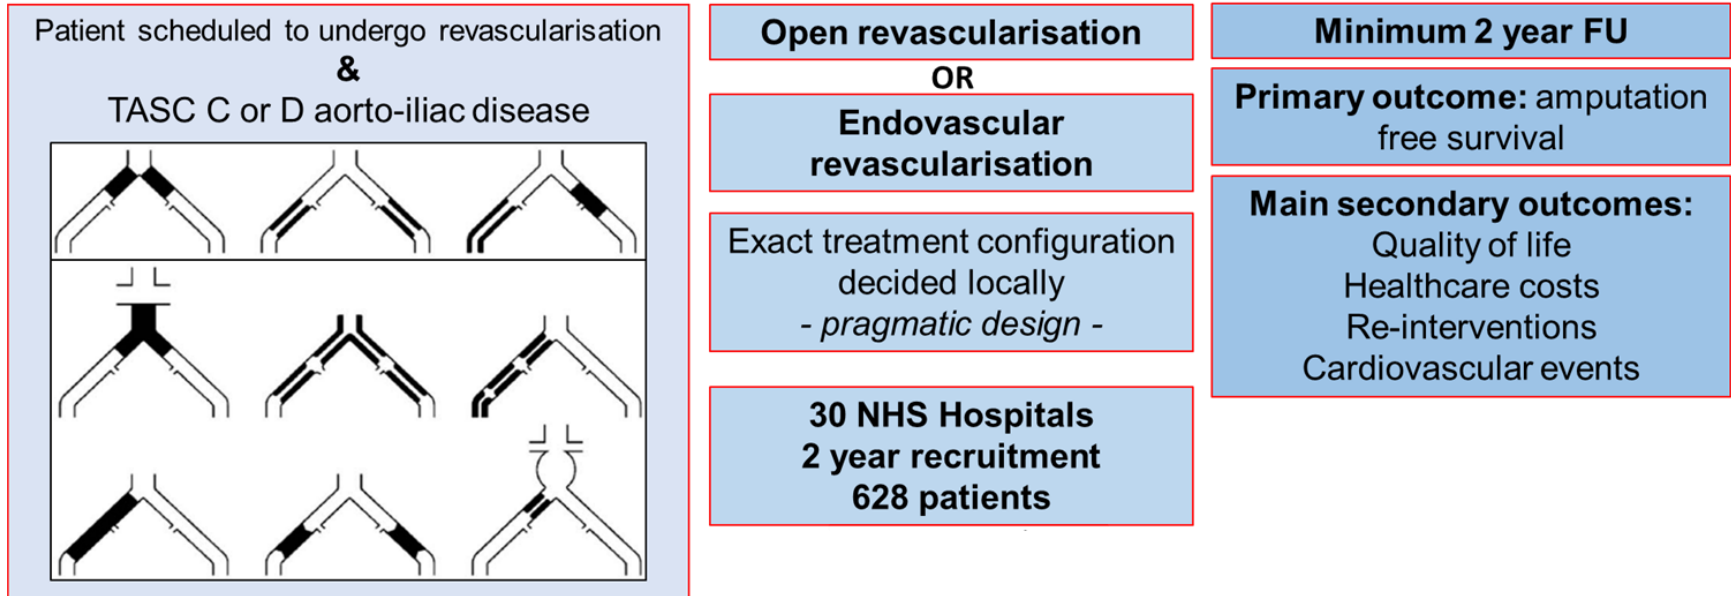 Patient scheduled to undergo revascularisation
&
TASC C or D aorto-iliac disease
Open revascularisation
OR
Endovascular
revascularisation
Exact treatment configuration
decided locally
- pragmatic design -
30 NHS Hospitals
2 year recruitment
628 patients
Minimum 2 year FU
Primary outcome: amputation
free survival
Main secondary outcomes:
Quality of life
Healthcare costs
Re-interventions
Cardiovascular events